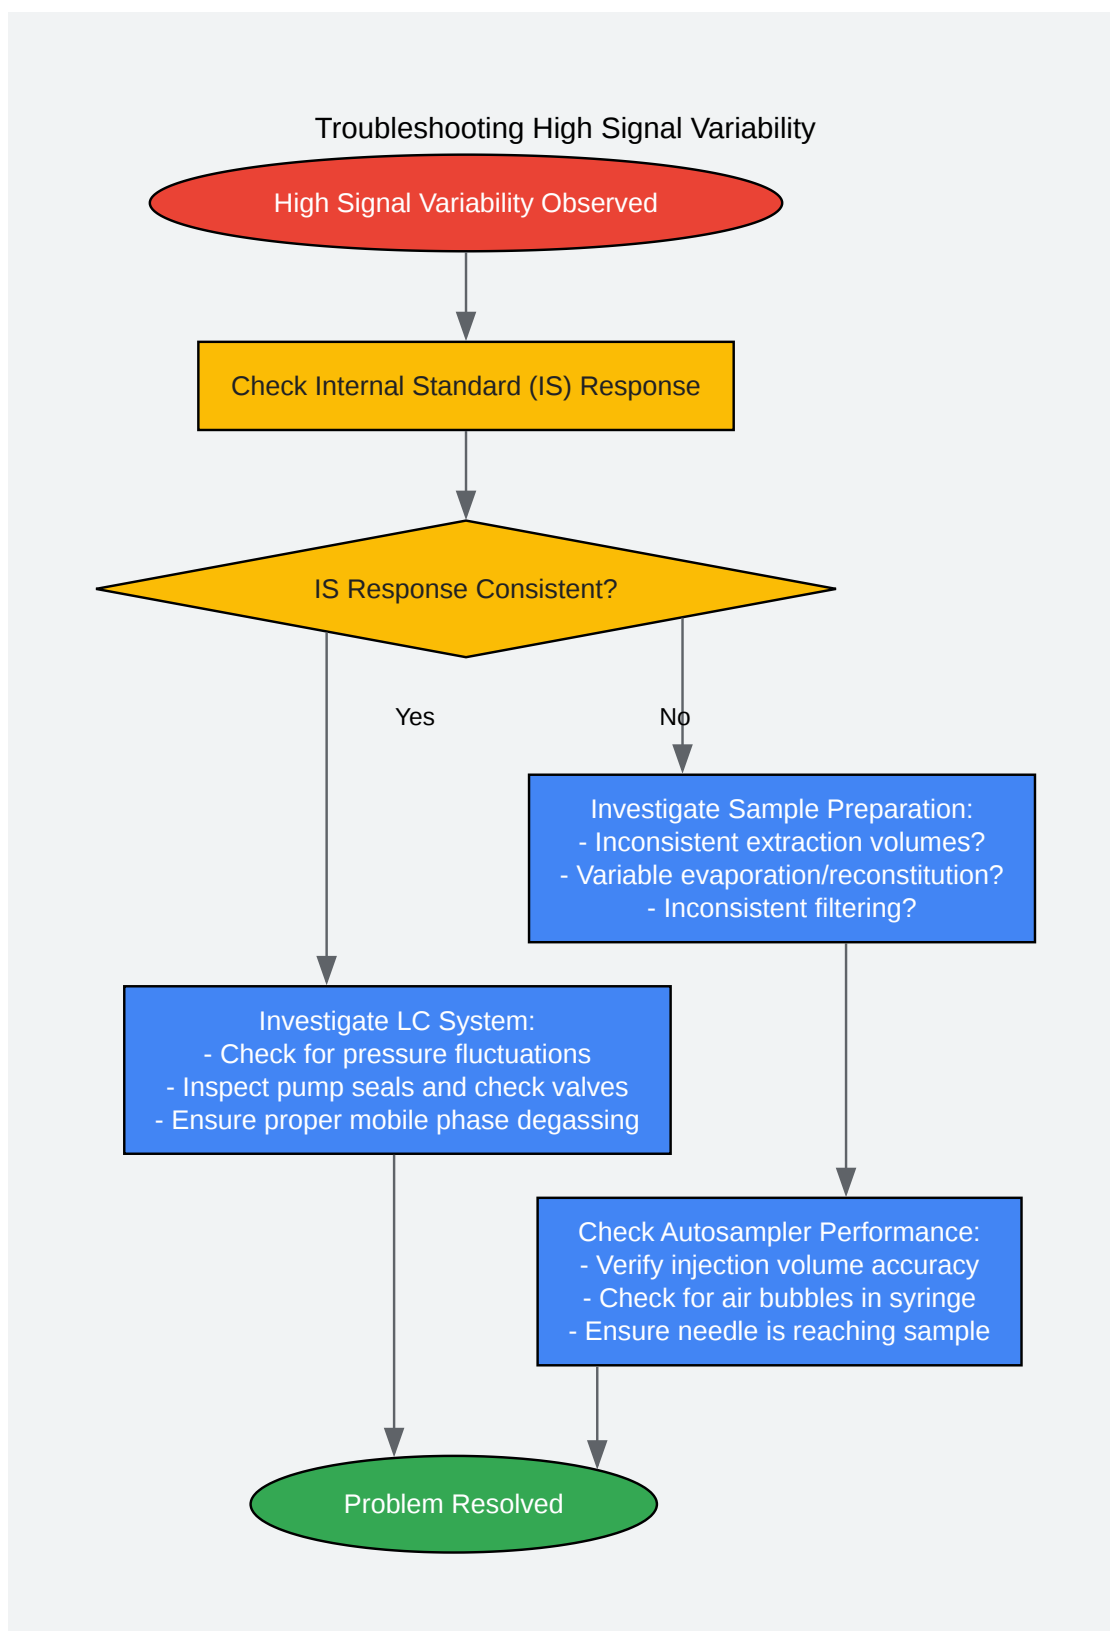 Troubleshooting High Signal Variability
High Signal Variability Observed
Check Internal Standard (IS) Response
IS Response Consistent?
Yes
No
Investigate Sample Preparation:
- Inconsistent extraction volumes?
- Variable evaporation/reconstitution?
- Inconsistent filtering?
Investigate LC System:
- Check for pressure fluctuations
- Inspect pump seals and check valves
- Ensure proper mobile phase degassing
Check Autosampler Performance:
- Verify injection volume accuracy
- Check for air bubbles in syringe
- Ensure needle is reaching sample
Problem Resolved